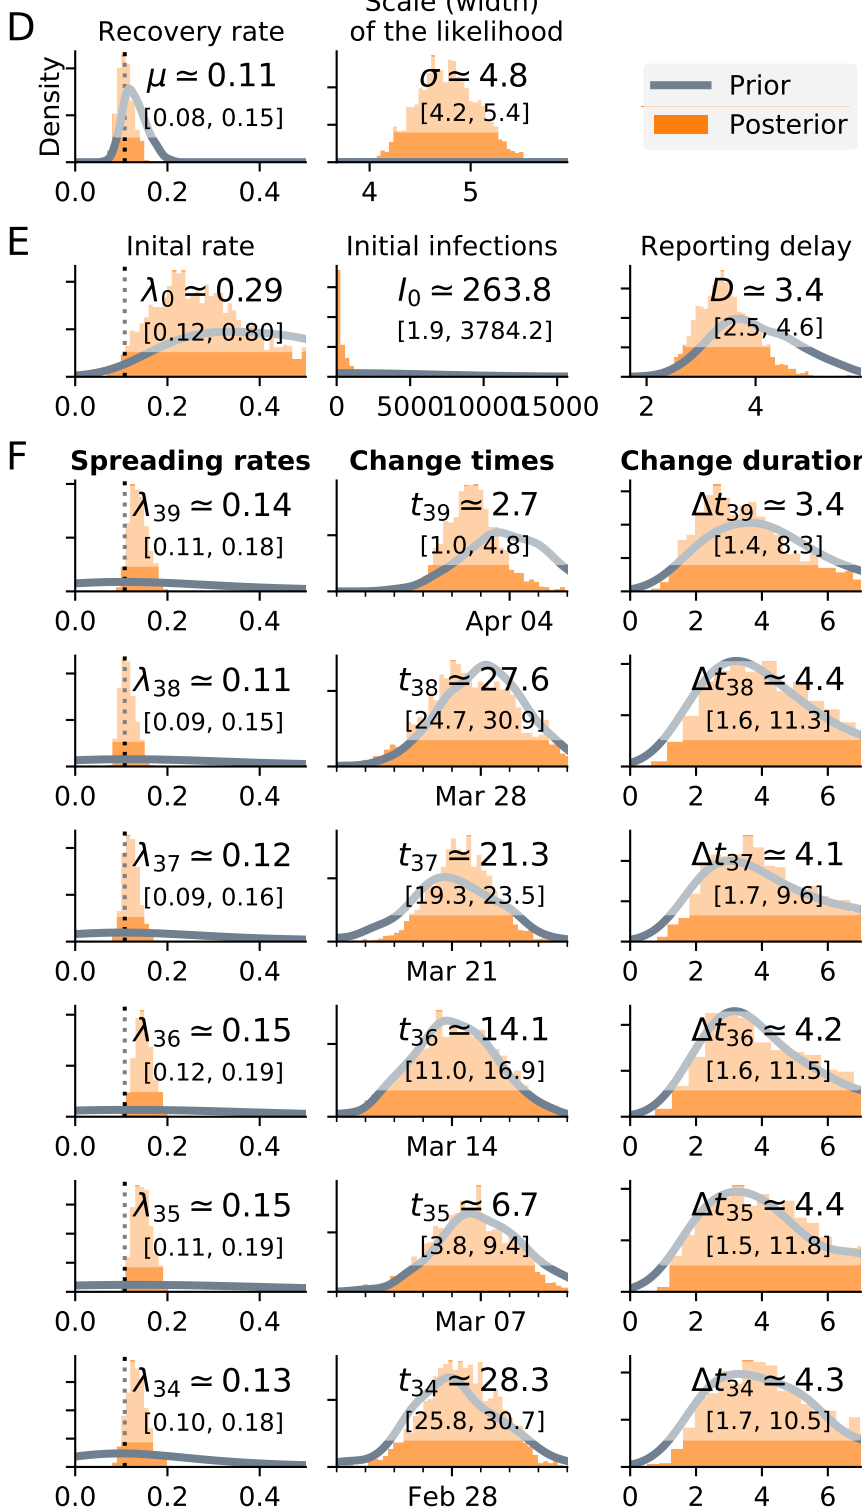 D
Recovery rate
Scale (width)
of the likelihood
Density
μ ≃ 0.11
[0.08, 0.15]
σ ≃ 4.8
[4.2, 5.4]
Prior
Posterior
0.0 0.2 0.4
4 5
E
Inital rate
Initial infections
Reporting delay
λ0 ≃ 0.29
[0.12, 0.80]
I0 ≃ 263.8
[1.9, 3784.2]
D ≃ 3.4
[2.5, 4.6]
0.0 0.2 0.4
0 5000 10000 15000
2 4
F
Spreading rates
Change times
Change duration
λ39 ≃ 0.14
[0.11, 0.18]
t39 ≃ 2.7
[1.0, 4.8]
Δt39 ≃ 3.4
[1.4, 8.3]
0.0 0.2 0.4
Apr 04
0 2 4 6
λ38 ≃ 0.11
[0.09, 0.15]
t38 ≃ 27.6
[24.7, 30.9]
Δt38 ≃ 4.4
[1.6, 11.3]
0.0 0.2 0.4
Mar 28
0 2 4 6
λ37 ≃ 0.12
[0.09, 0.16]
t37 ≃ 21.3
[19.3, 23.5]
Δt37 ≃ 4.1
[1.7, 9.6]
0.0 0.2 0.4
Mar 21
0 2 4 6
λ36 ≃ 0.15
[0.12, 0.19]
t36 ≃ 14.1
[11.0, 16.9]
Δt36 ≃ 4.2
[1.6, 11.5]
0.0 0.2 0.4
Mar 14
0 2 4 6
λ35 ≃ 0.15
[0.11, 0.19]
t35 ≃ 6.7
[3.8, 9.4]
Δt35 ≃ 4.4
[1.5, 11.8]
0.0 0.2 0.4
Mar 07
0 2 4 6
λ34 ≃ 0.13
[0.10, 0.18]
t34 ≃ 28.3
[25.8, 30.7]
Δt34 ≃ 4.3
[1.7, 10.5]
0.0 0.2 0.4
Feb 28
0 2 4 6